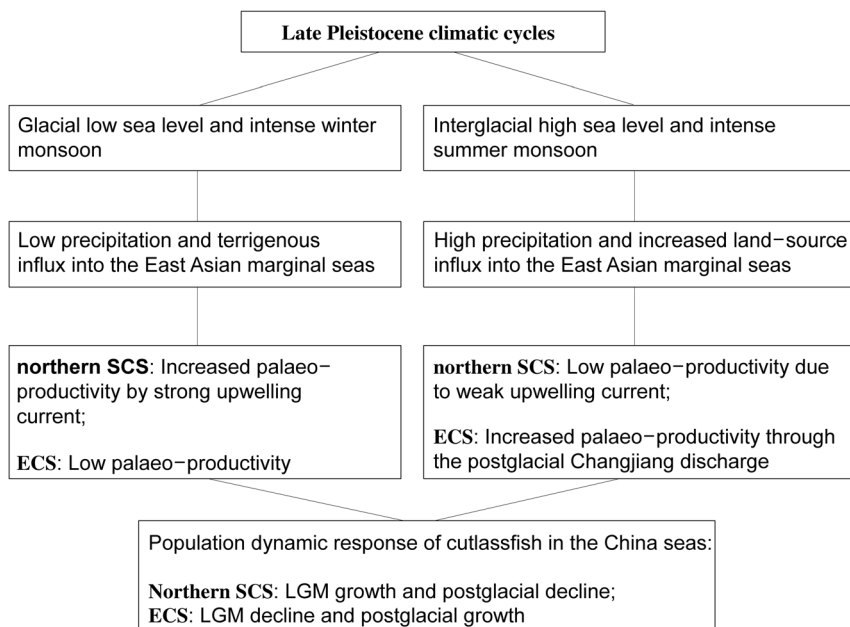 Late Pleistocene climatic cycles
Glacial low sea level and intense winter
monsoon
Interglacial high sea level and intense
summer monsoon
Low precipitation and terrigenous
influx into the East Asian marginal seas
High precipitation and increased land−source
influx into the East Asian marginal seas
northern SCS: Increased palaeo−
productivity by strong upwelling
current;
ECS: Low palaeo−productivity
northern SCS: Low palaeo−productivity due
to weak upwelling current;
ECS: Increased palaeo−productivity through
the postglacial Changjiang discharge
Population dynamic response of cutlassfish in the China seas:
Northern SCS: LGM growth and postglacial decline;
ECS: LGM decline and postglacial growth